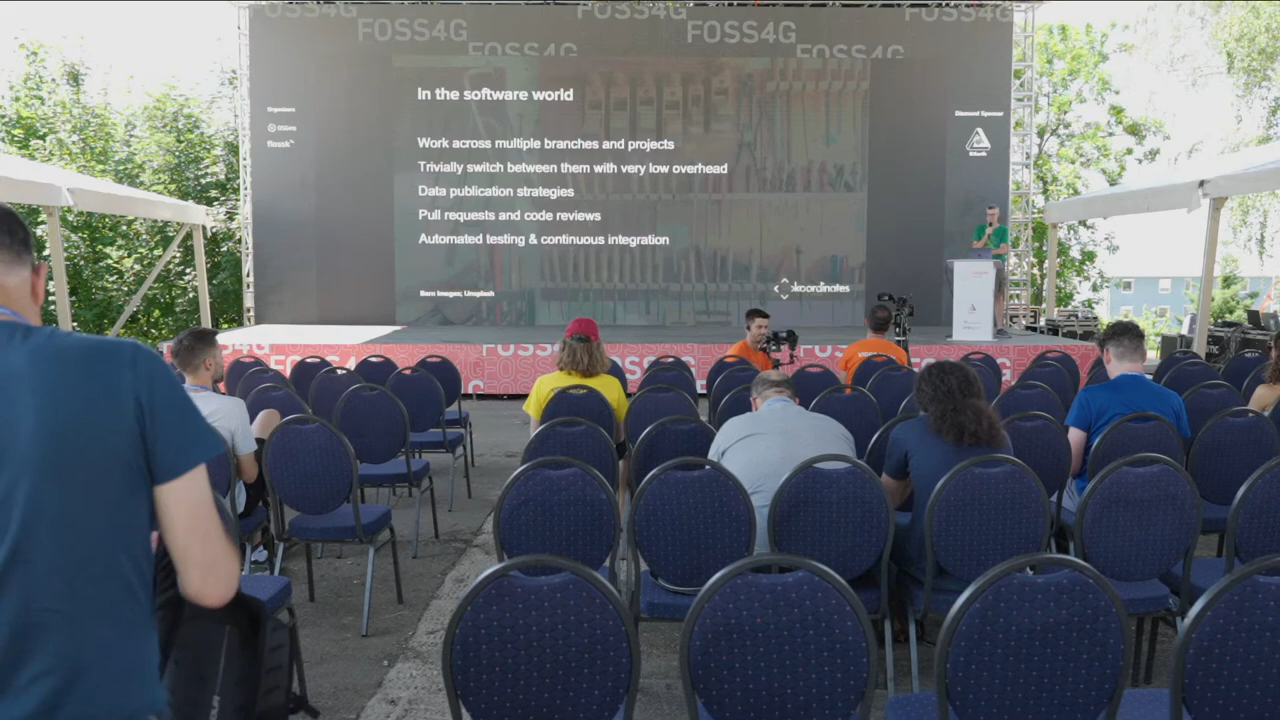 FOSS4G
FOSS4G
FOSS4G
FOSS4G
FOSS4G
FOSS4G
In the software world
Work across multiple branches and projects
Trivially switch between them with very low overhead
Data publication strategies
Pull requests and code reviews
Automated testing & continuous integration
Barn Images; Unsplash
koordinates
Organisers
flossk
Diamond Sponsor
FOSS4G